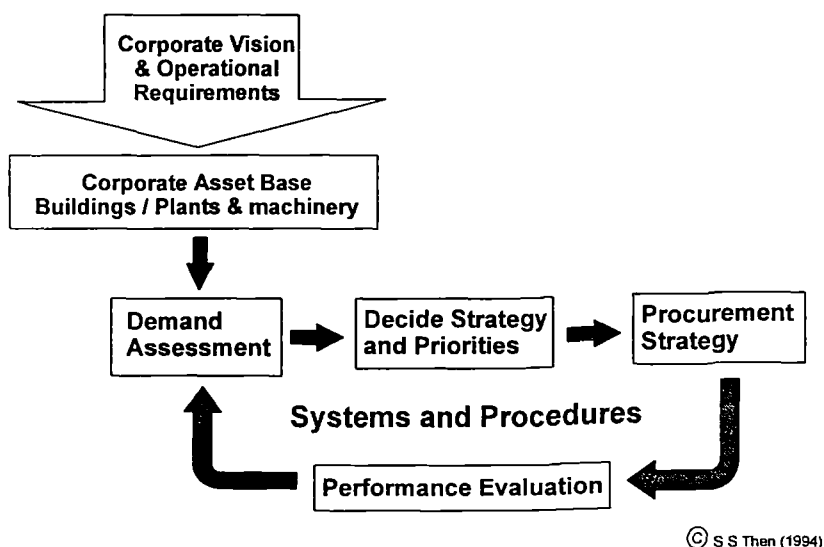 Corporate Vision
& Operational
Requirements
Corporate Asset Base
Buildings / Plants & machinery
Demand
Assessment
Decide Strategy
and Priorities
Procurement
Strategy
Systems and Procedures
Performance Evaluation
© S S Then (1994)